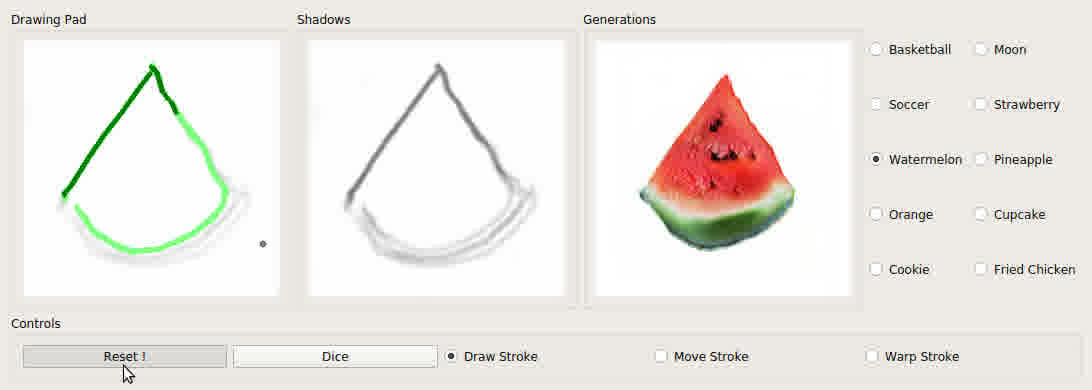 Drawing Pad
Shadows
Generations
Basketball
Moon
Soccer
Strawberry
Watermelon
Pineapple
Orange
Cupcake
Cookie
Fried Chicken
Controls
Reset !
Dice
Draw Stroke
Move Stroke
Warp Stroke